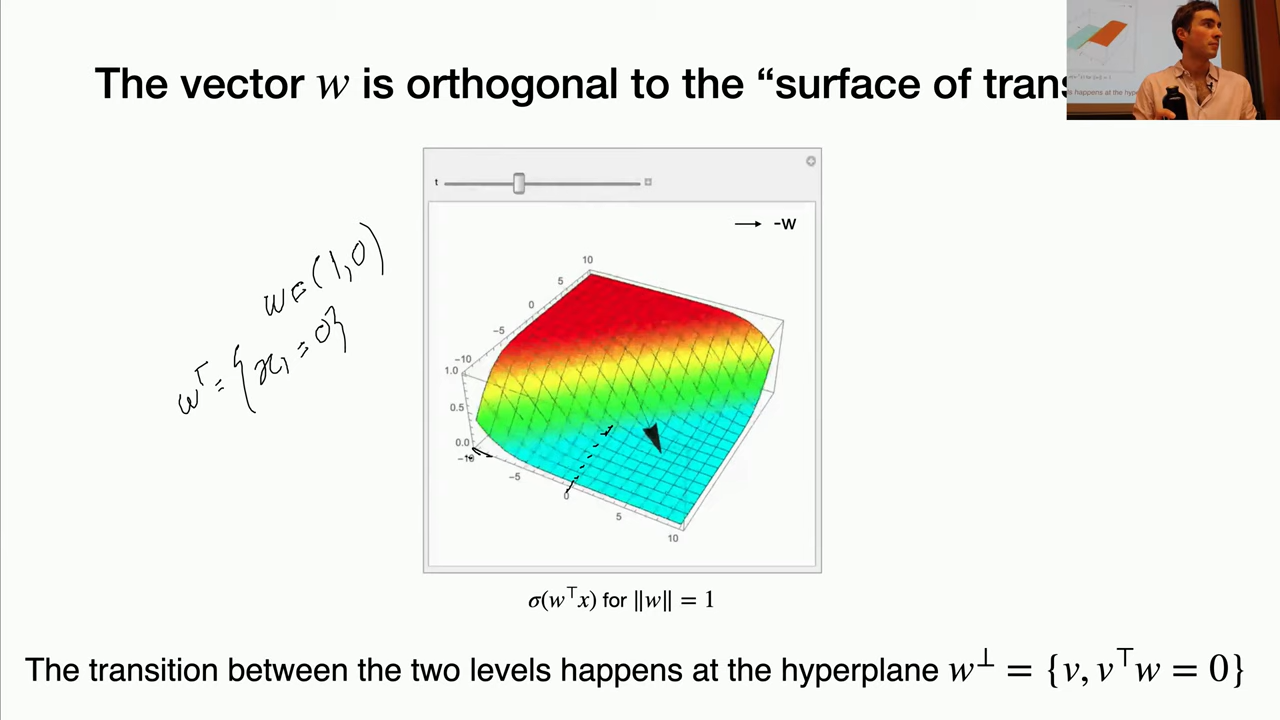 The vector w is orthogonal to the “surface of trans
t
→ -w
w = (1,0)
w⊤ = {x₁ = 0}
10
5
0
−5
−10
1.0
0.5
0.0
−10
−5
0
5
10
σ(w⊤x) for ‖w‖ = 1
The transition between the two levels happens at the hyperplane w⊥ = {v, v⊤w = 0}